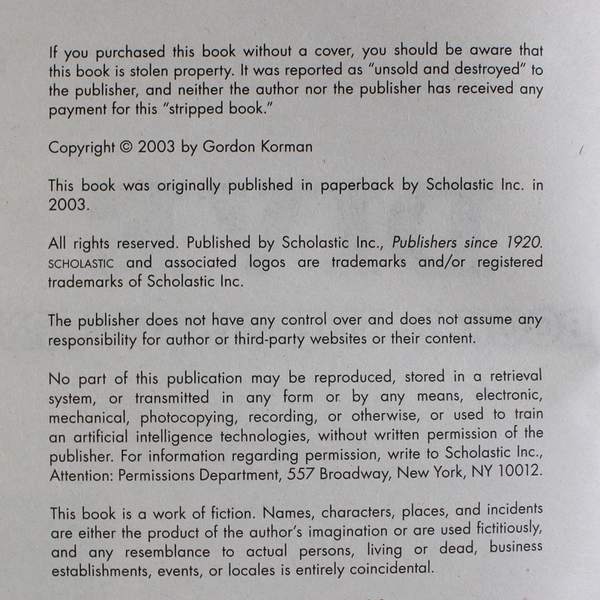 If you purchased this book without a cover, you should be aware that
this book is stolen property. It was reported as “unsold and destroyed” to
the publisher, and neither the author nor the publisher has received any
payment for this “stripped book.”
Copyright © 2003 by Gordon Korman
This book was originally published in paperback by Scholastic Inc. in
2003.
All rights reserved. Published by Scholastic Inc., Publishers since 1920.
SCHOLASTIC and associated logos are trademarks and/or registered
trademarks of Scholastic Inc.
The publisher does not have any control over and does not assume any
responsibility for author or third-party websites or their content.
No part of this publication may be reproduced, stored in a retrieval
system, or transmitted in any form or by any means, electronic,
mechanical, photocopying, recording, or otherwise, or used to train
an artificial intelligence technologies, without written permission of the
publisher. For information regarding permission, write to Scholastic Inc.,
Attention: Permissions Department, 557 Broadway, New York, NY 10012.
This book is a work of fiction. Names, characters, places, and incidents
are either the product of the author’s imagination or are used fictitiously,
and any resemblance to actual persons, living or dead, business
establishments, events, or locales is entirely coincidental.